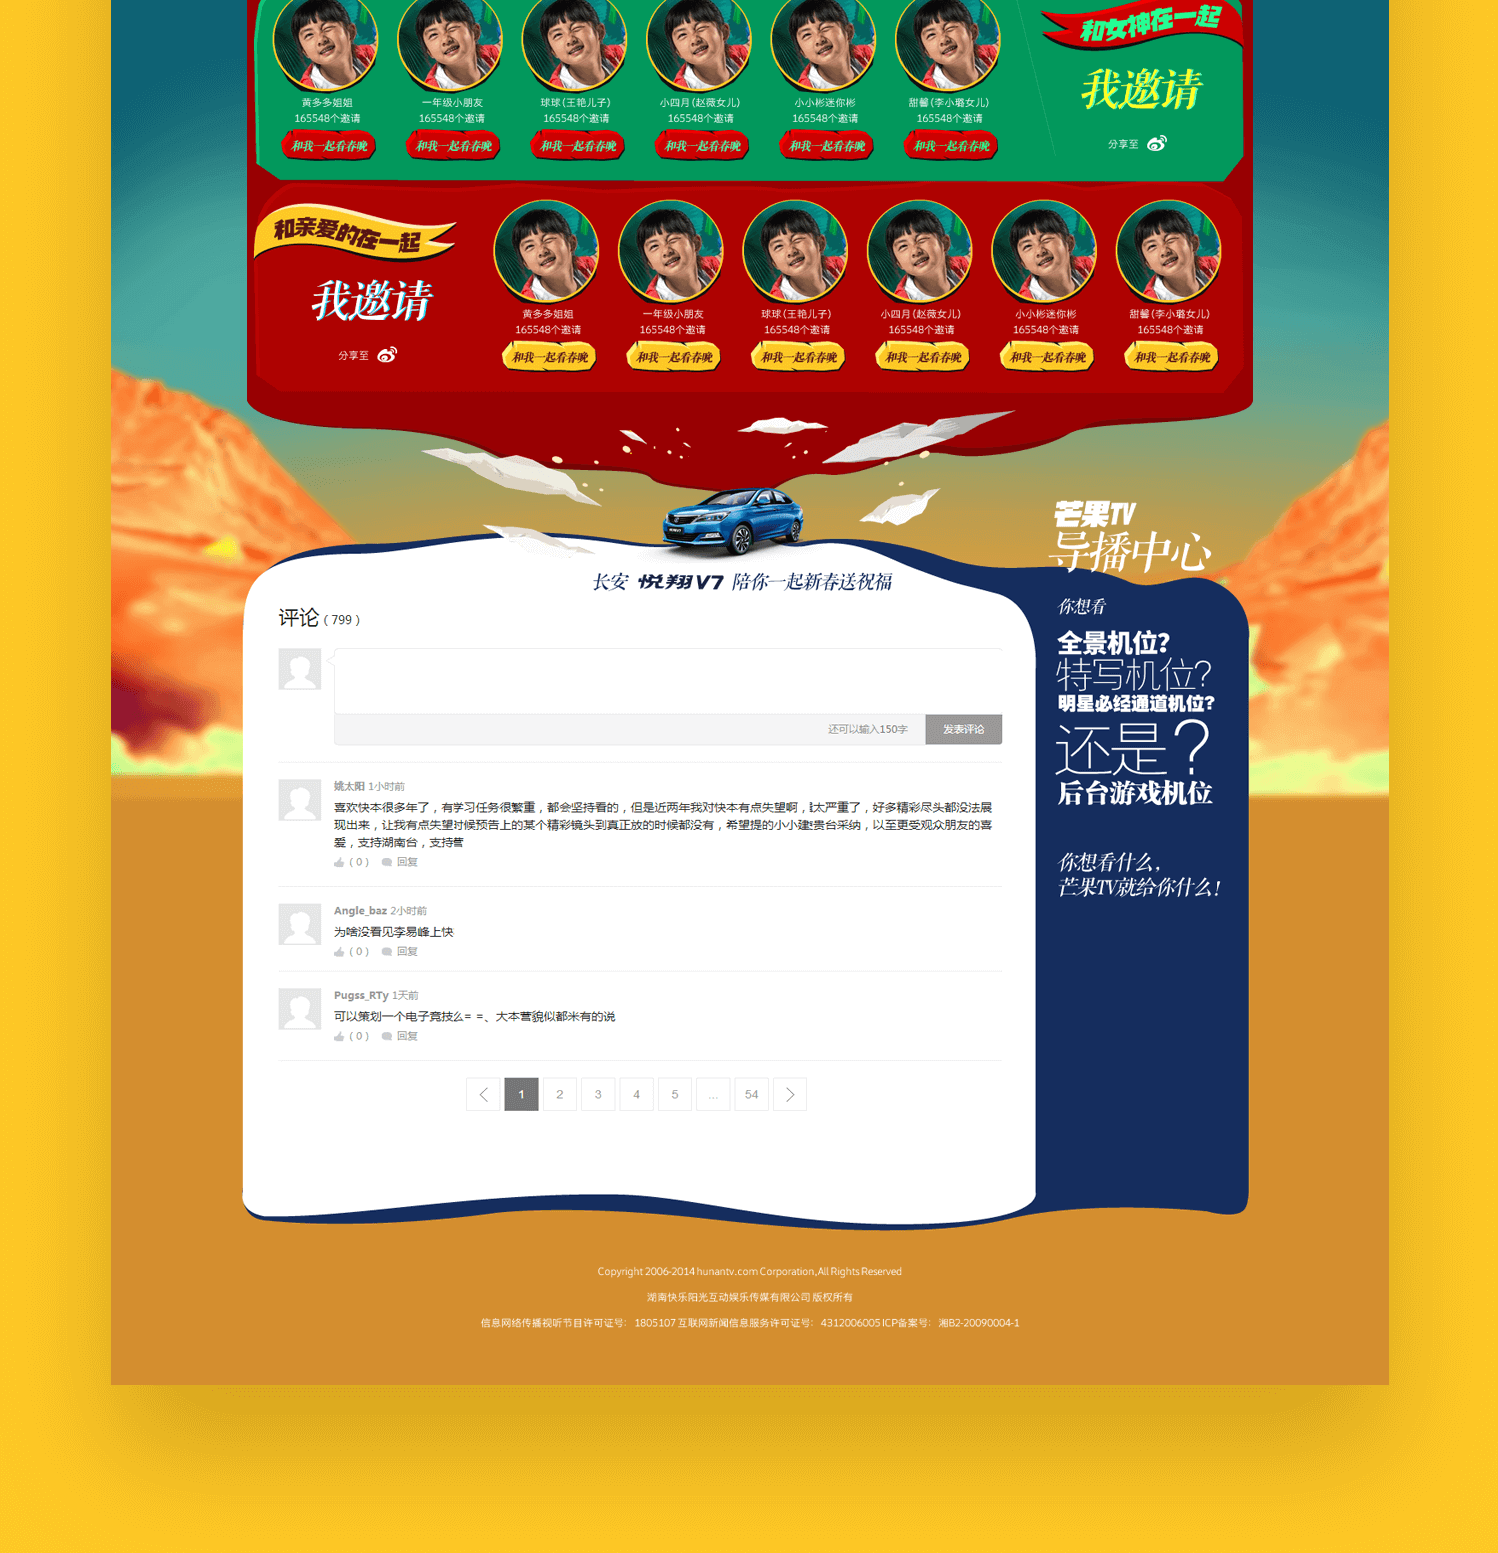 和女神在一起
我邀请
分享至
黄多多姐姐 一年级小朋友 球球(王艳儿子) 小四月(赵薇女儿) 小小彬迷你彬 甜馨(李小璐女儿)
165548个邀请 165548个邀请 165548个邀请 165548个邀请 165548个邀请 165548个邀请
和我一起看春晚 和我一起看春晚 和我一起看春晚 和我一起看春晚 和我一起看春晚 和我一起看春晚
和亲爱的在一起
我邀请
分享至
黄多多姐姐 一年级小朋友 球球(王艳儿子) 小四月(赵薇女儿) 小小彬迷你彬 甜馨(李小璐女儿)
165548个邀请 165548个邀请 165548个邀请 165548个邀请 165548个邀请 165548个邀请
和我一起看春晚 和我一起看春晚 和我一起看春晚 和我一起看春晚 和我一起看春晚 和我一起看春晚
长安 悦翔V7 陪你一起新春送祝福
评论 ( 799 )
还可以输入150字 发表评论
姚太阳 1小时前
喜欢快本很多年了，有学习任务很繁重，都会坚持看的，但是近两年我对快本有点失望啊，太严重了，好多精彩尽头都没法展
现出来，让我有点失望时候预告上的某个精彩镜头到真正放的时候都没有，希望提的小小建贵台采纳，以至更受观众朋友的喜
爱，支持湖南台，支持营
( 0 ) 回复
Angle_baz 2小时前
为啥没看见李易峰上快
( 0 ) 回复
Pugss_RTy 1天前
可以策划一个电子竞技么= =、大本营貌似都米有的说
( 0 ) 回复
1 2 3 4 5 ... 54
芒果TV
导播中心
你想看
全景机位?
特写机位?
明星必经通道机位?
还是?
后台游戏机位
你想看什么，
芒果TV就给你什么!
Copyright 2006-2014 hunantv.com Corporation,All Rights Reserved
湖南快乐阳光互动娱乐传媒有限公司 版权所有
信息网络传播视听节目许可证号：1805107 互联网新闻信息服务许可证号：4312006005 ICP备案号：湘B2-20090004-1